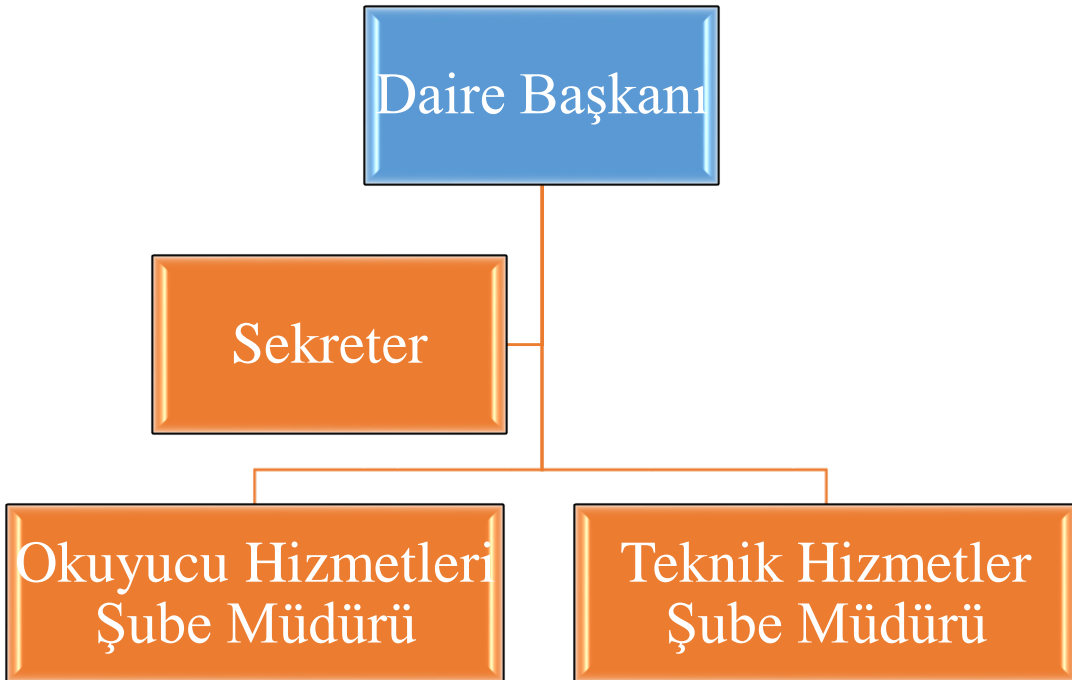 Daire Başkanı
Sekreter
Okuyucu Hizmetleri
Şube Müdürü
Teknik Hizmetler
Şube Müdürü